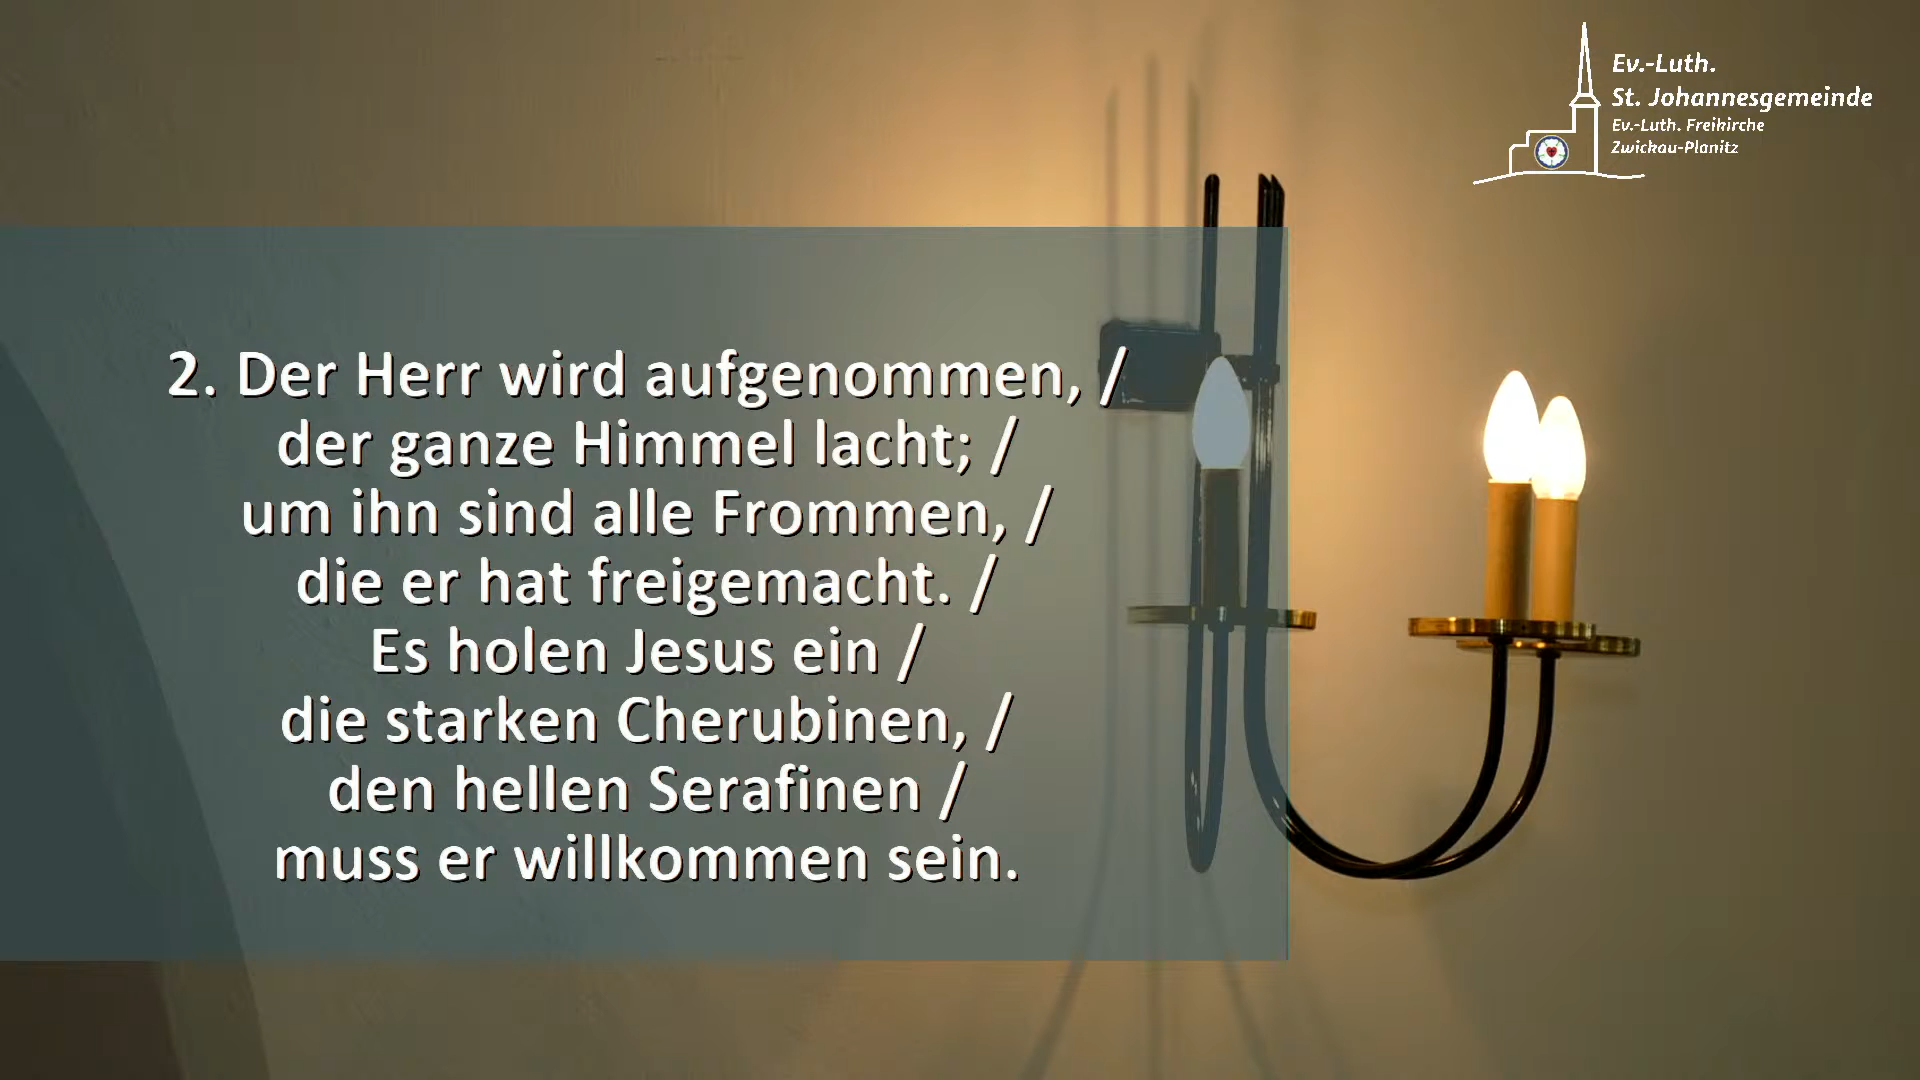 Ev.-Luth.
St. Johannesgemeinde
Ev.-Luth. Freikirche
Zwickau-Planitz
2. Der Herr wird aufgenommen, /
der ganze Himmel lacht; /
um ihn sind alle Frommen, /
die er hat freigemacht. /
Es holen Jesus ein /
die starken Cherubinen, /
den hellen Serafinen /
muss er willkommen sein.